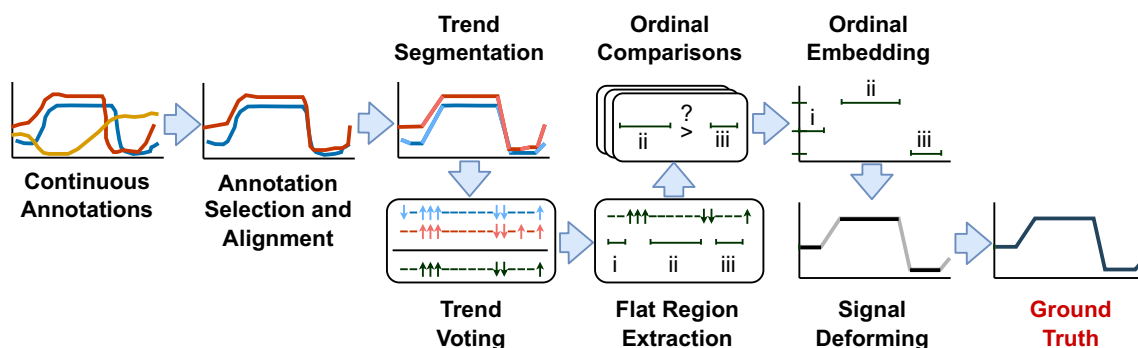 Trend
Segmentation
Ordinal
Comparisons
Ordinal
Embedding
?
>
ii
iii
i
ii
iii
Continuous
Annotations
Annotation
Selection and
Alignment
i
ii
iii
Trend
Voting
Flat Region
Extraction
Signal
Deforming
Ground
Truth